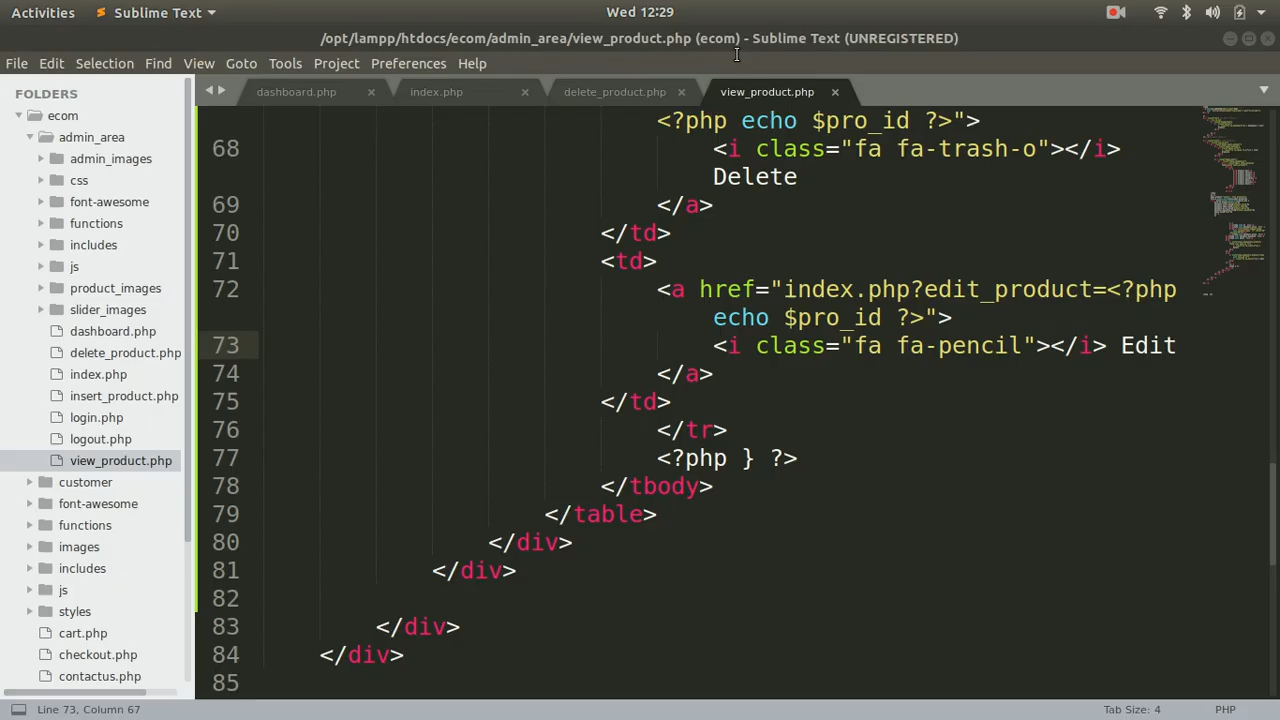 Activities Sublime Text Wed 12:29
/opt/lampp/htdocs/ecom/admin_area/view_product.php (ecom) - Sublime Text (UNREGISTERED)
File Edit Selection Find View Goto Tools Project Preferences Help
FOLDERS
ecom
admin_area
admin_images
css
font-awesome
functions
includes
js
product_images
slider_images
dashboard.php
delete_product.php
index.php
insert_product.php
login.php
logout.php
view_product.php
customer
font-awesome
functions
images
includes
js
styles
cart.php
checkout.php
contactus.php
dashboard.php index.php delete_product.php view_product.php
<?php echo $pro_id ?>">
68 <i class="fa fa-trash-o"></i>
Delete
69 </a>
70 </td>
71 <td>
72 <a href="index.php?edit_product=<?php
echo $pro_id ?>">
73 <i class="fa fa-pencil"></i> Edit
74 </a>
75 </td>
76 </tr>
77 <?php } ?>
78 </tbody>
79 </table>
80 </div>
81 </div>
82
83 </div>
84 </div>
85
Line 73, Column 67 Tab Size: 4 PHP